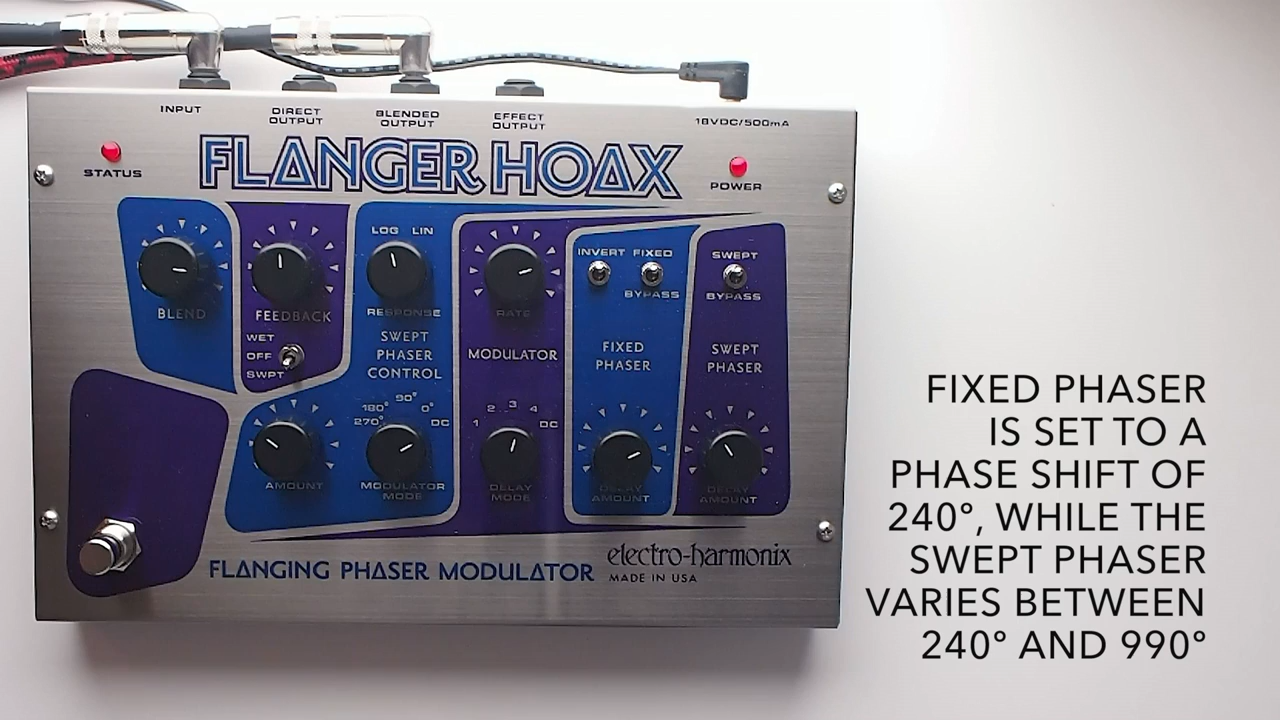 INPUT
DIRECT
OUTPUT
BLENDED
OUTPUT
EFFECT
OUTPUT
18VDC/500mA
STATUS
FLANGER HOAX
POWER
LOG LIN
INVERT FIXED
BYPASS
SWEPT
BYPASS
BLEND
FEEDBACK
RESPONSE
RATE
WET
OFF
SWPT
SWEPT
PHASER
CONTROL
MODULATOR
FIXED
PHASER
SWEPT
PHASER
270° 180° 90° 0° DC
1 2 3 4 DC
AMOUNT
MODULATOR
MODE
DELAY
MODE
DELAY
AMOUNT
DELAY
AMOUNT
FLANGING PHASER MODULATOR
electro-harmonix
MADE IN USA
FIXED PHASER
IS SET TO A
PHASE SHIFT OF
240°, WHILE THE
SWEPT PHASER
VARIES BETWEEN
240° AND 990°